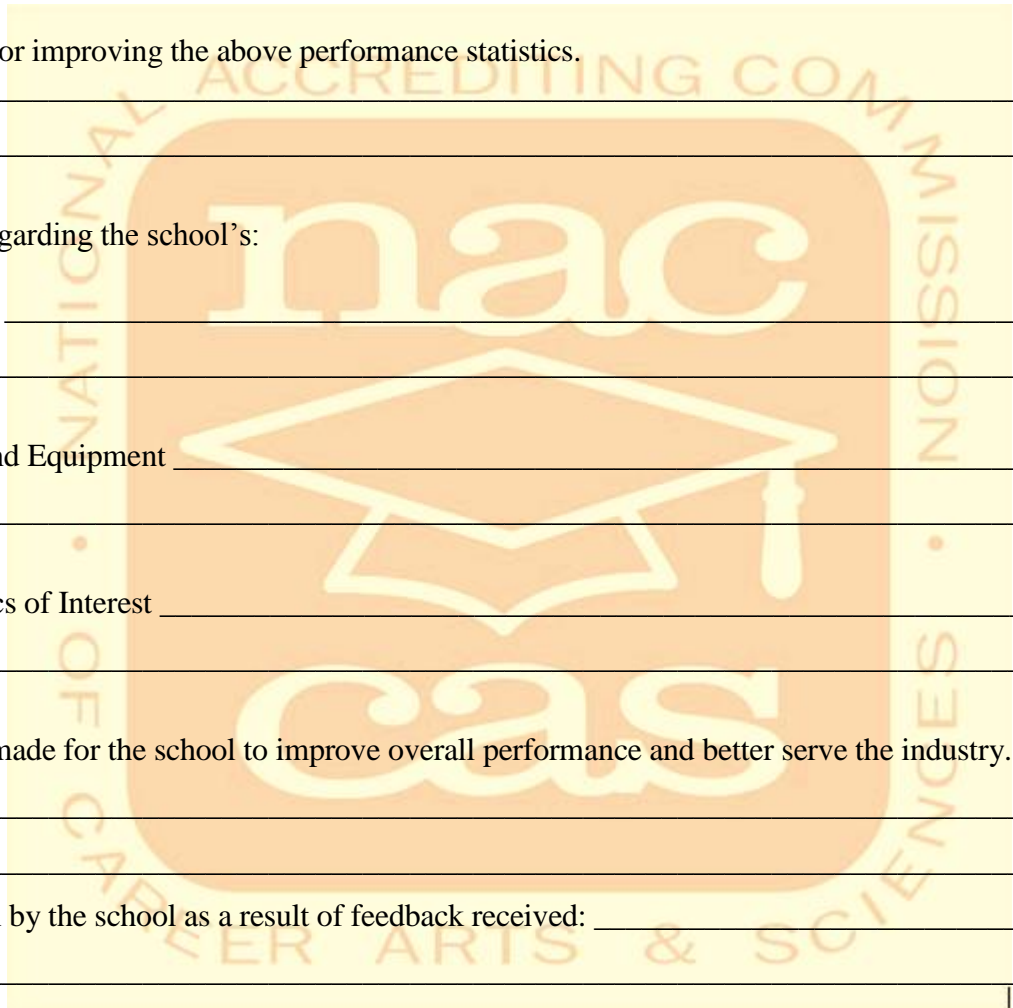 or improving the above performance statistics.
garding the school's:
nd Equipment
cs of Interest
made for the school to improve overall performance and better serve the industry.
by the school as a result of feedback received:
NATIONAL ACCREDITING COMMISSION
nac
cas
OF CAREER ARTS & SCIENCES